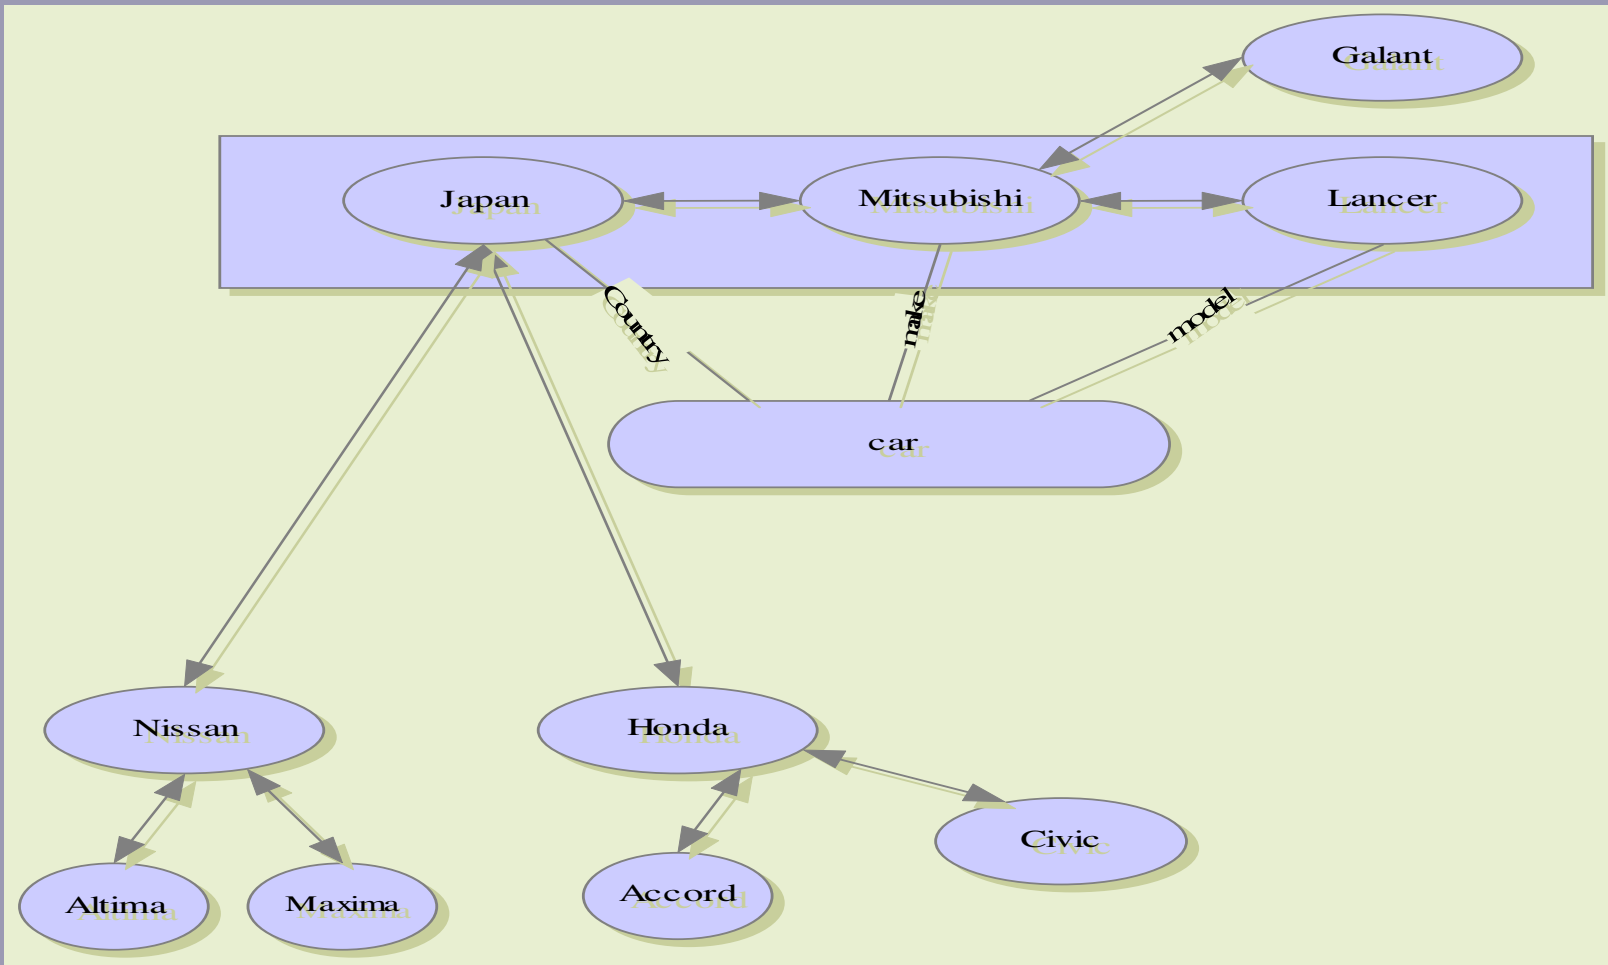 Galant
Japan
Mitsubishi
Lancer
Country
make
model
car
Nissan
Honda
Civic
Altima
Maxima
Accord